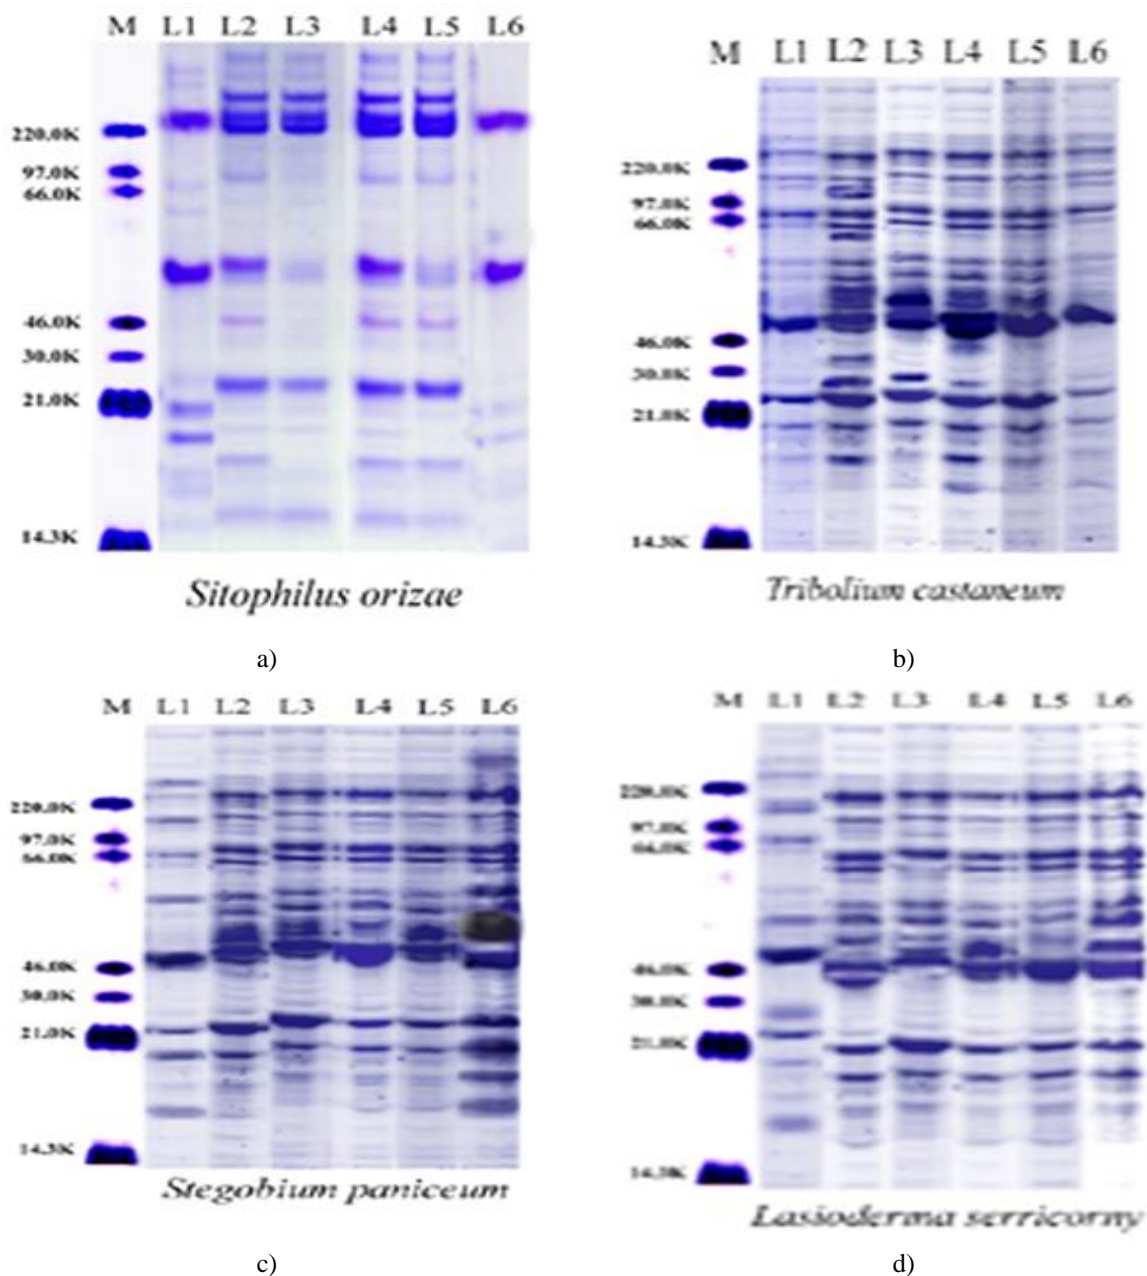 M L1 L2 L3 L4 L5 L6
220.0K
97.0K
66.0K
46.0K
30.0K
21.0K
14.3K
Sitophilus orizae
a)
M L1 L2 L3 L4 L5 L6
220.0K
97.0K
66.0K
46.0K
30.0K
21.0K
14.3K
Tribolium castaneum
b)
M L1 L2 L3 L4 L5 L6
220.0K
97.0K
66.0K
46.0K
30.0K
21.0K
14.3K
Stegobium paniceum
c)
M L1 L2 L3 L4 L5 L6
220.0K
97.0K
66.0K
46.0K
30.0K
21.0K
14.3K
Lasioderma serricorny
d)